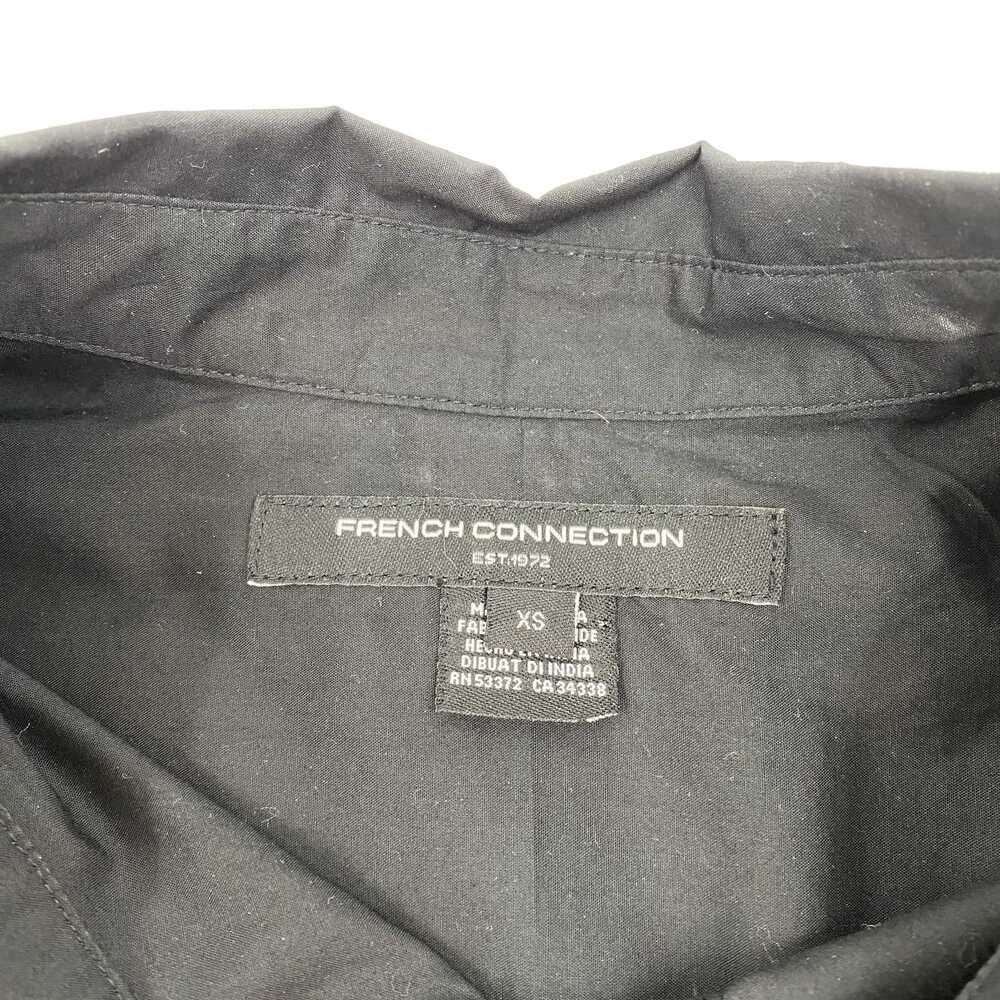 FRENCH CONNECTION
EST.1972
XS
DIBUAT DI INDIA
RN 53372 CA 34338